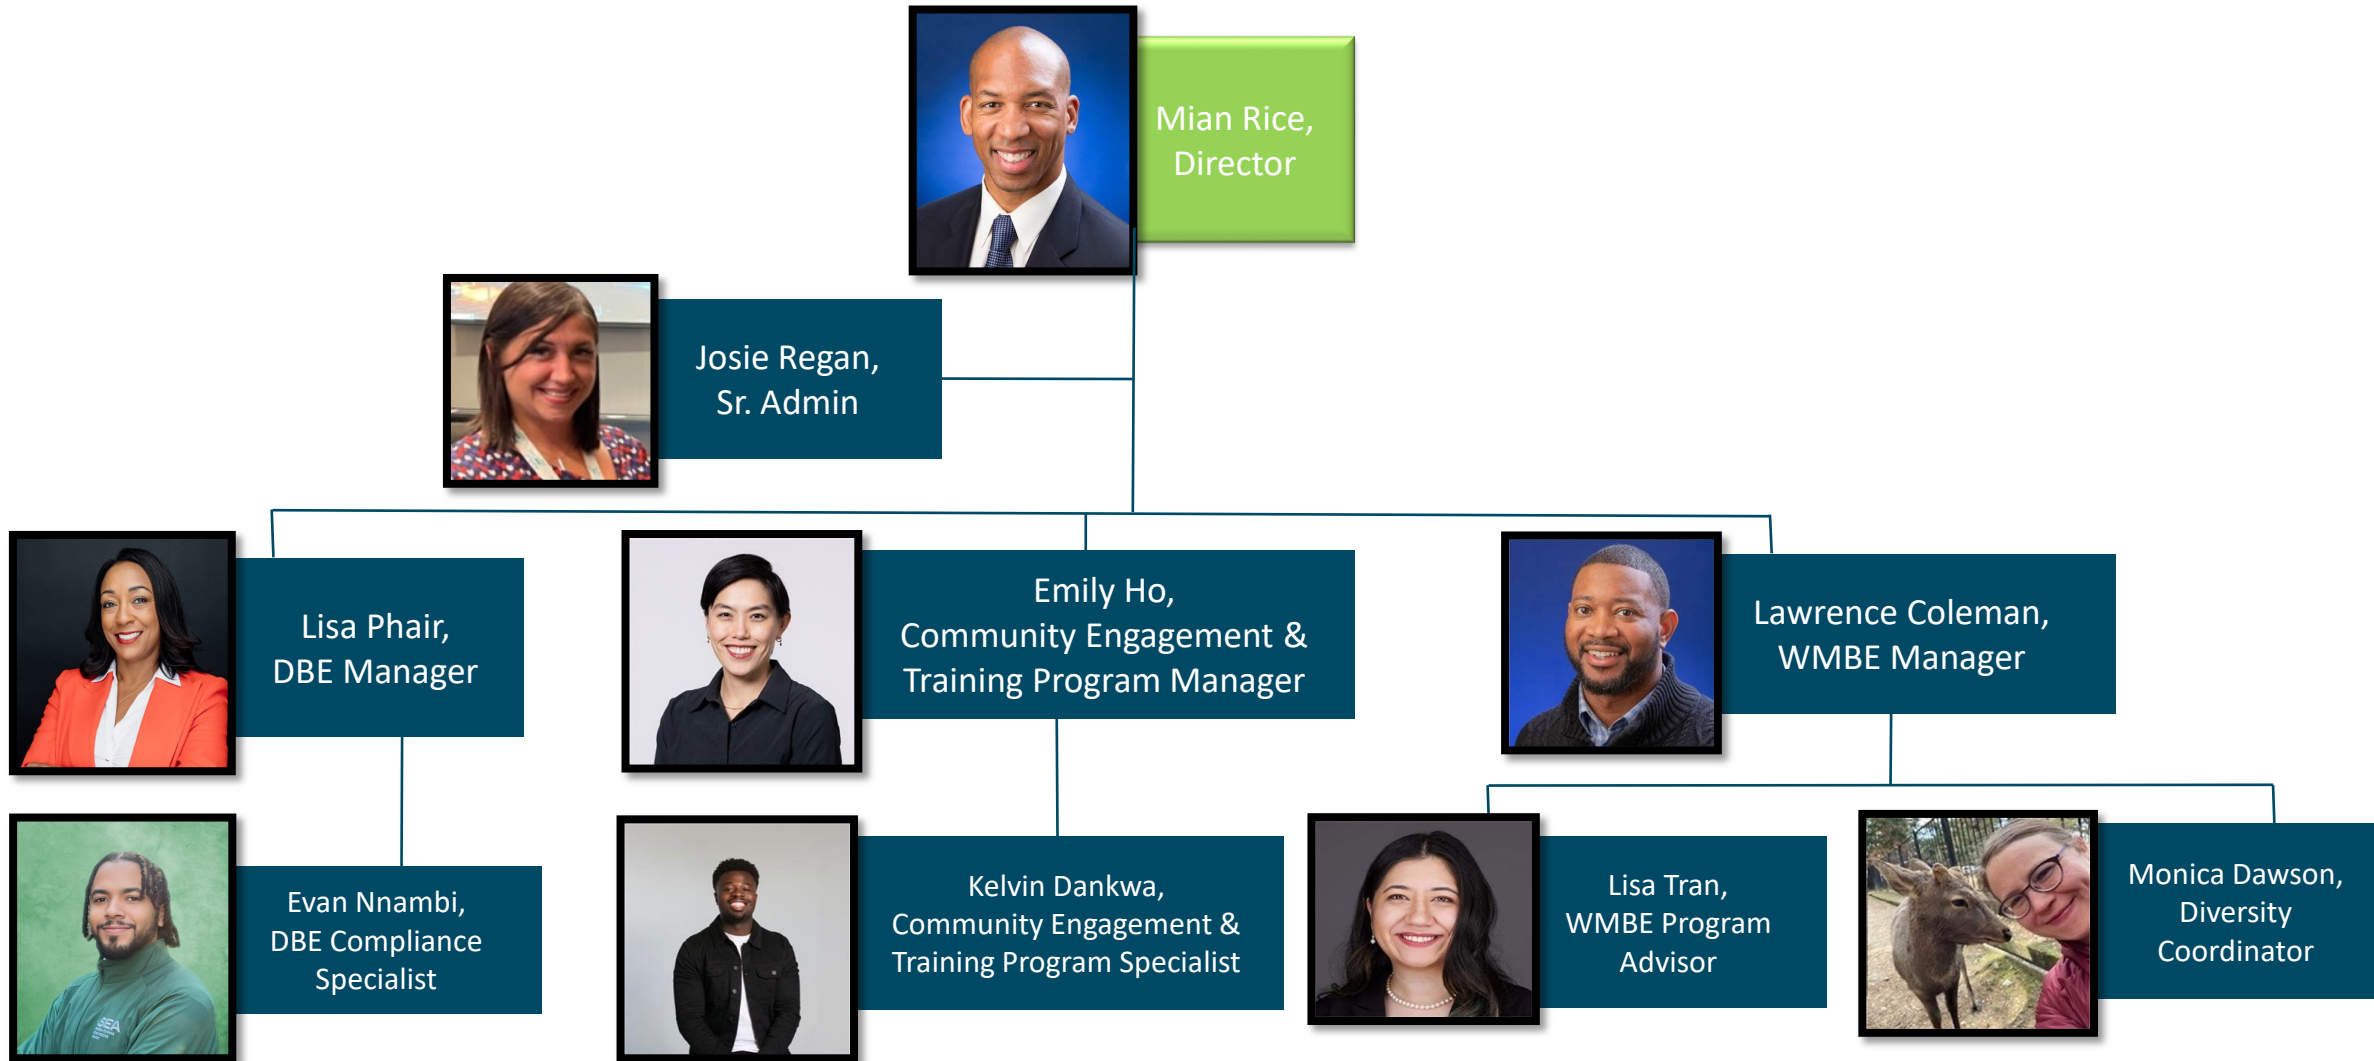 Mian Rice,
Director
Josie Regan,
Sr. Admin
Lisa Phair,
DBE Manager
Emily Ho,
Community Engagement &
Training Program Manager
Lawrence Coleman,
WMBE Manager
Evan Nnambi,
DBE Compliance
Specialist
SEA
Kelvin Dankwa,
Community Engagement &
Training Program Specialist
Lisa Tran,
WMBE Program
Advisor
Monica Dawson,
Diversity
Coordinator